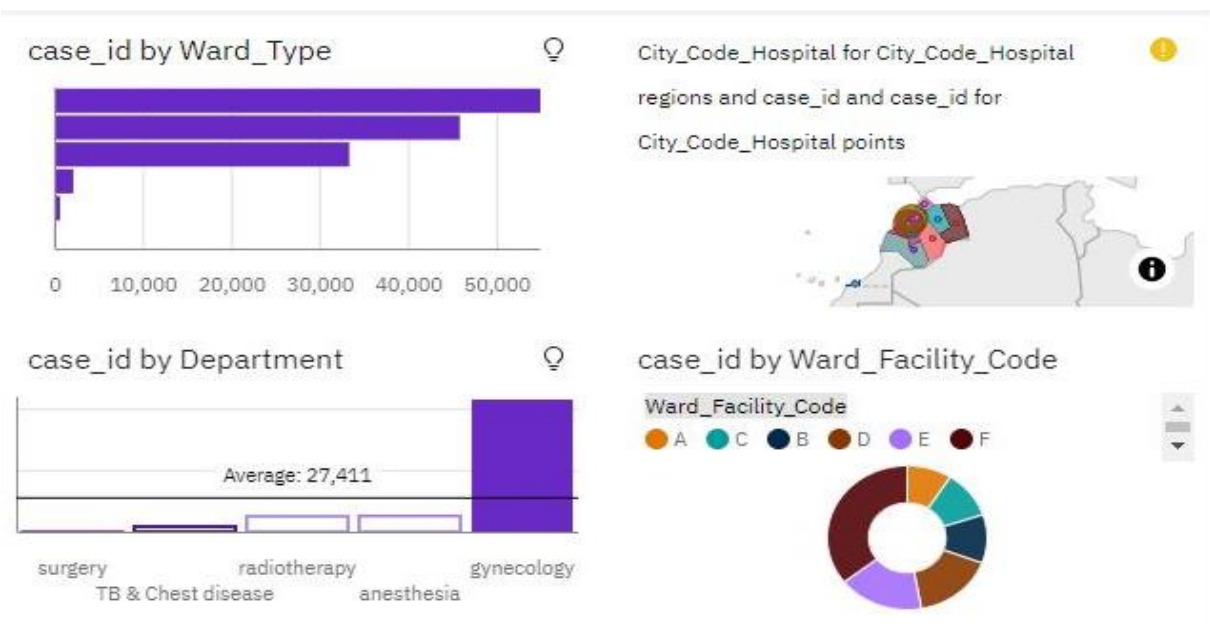 case_id by Ward_Type
0 10,000 20,000 30,000 40,000 50,000
City_Code_Hospital for City_Code_Hospital
regions and case_id and case_id for
City_Code_Hospital points
case_id by Department
Average: 27,411
surgery radiotherapy gynecology
TB & Chest disease anesthesia
case_id by Ward_Facility_Code
Ward_Facility_Code
A C B D E F